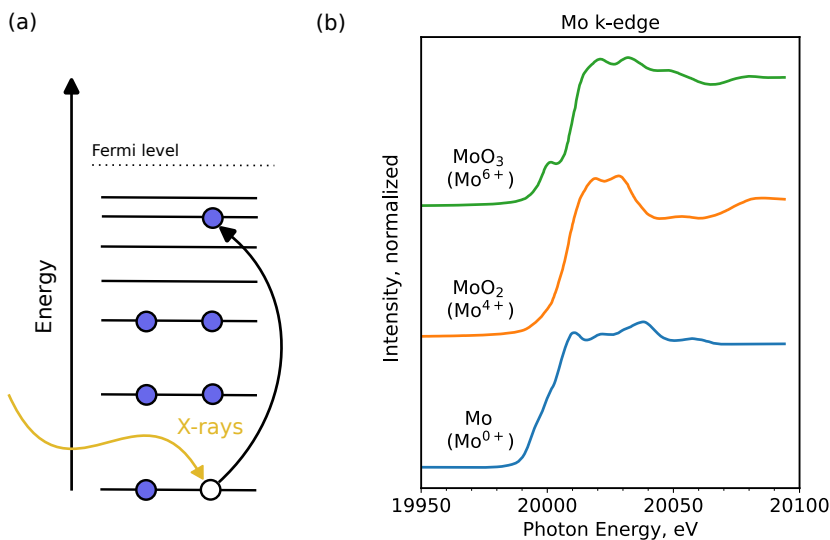 (a)
Fermi level
Energy
X-rays
(b)
Mo k-edge
Intensity, normalized
MoO₃
(Mo⁶⁺)
MoO₂
(Mo⁴⁺)
Mo
(Mo⁰⁺)
19950 20000 20050 20100
Photon Energy, eV